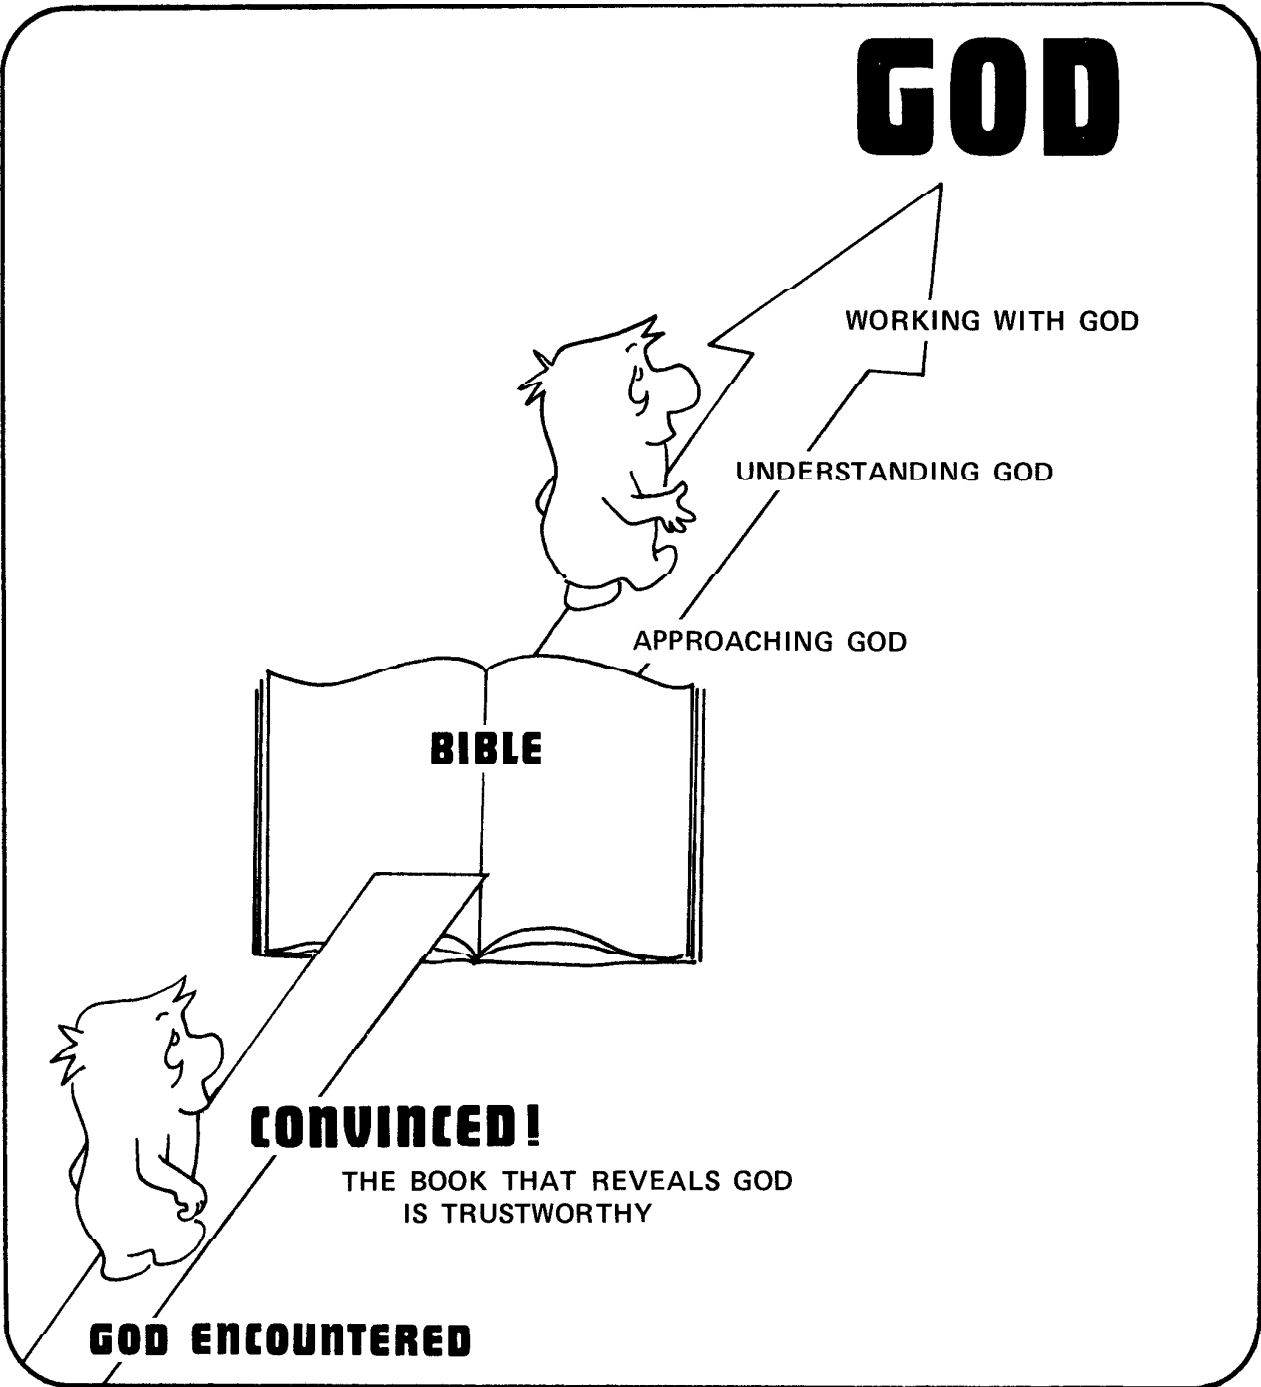 GOD
WORKING WITH GOD
UNDERSTANDING GOD
APPROACHING GOD
BIBLE
CONVINCED!
THE BOOK THAT REVEALS GOD
IS TRUSTWORTHY
GOD ENCOUNTERED